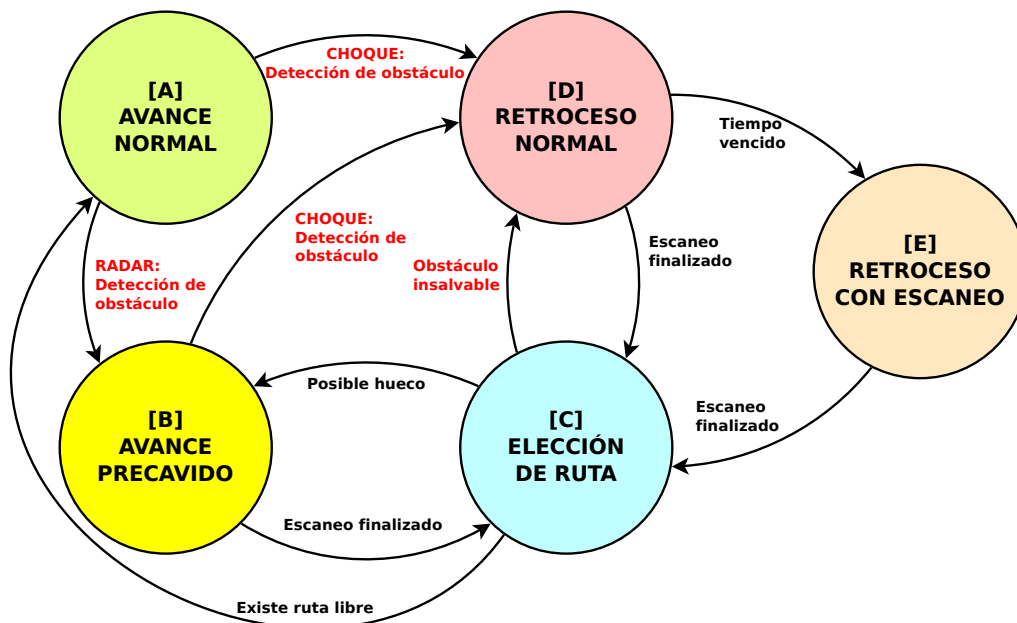 [A]
AVANCE
NORMAL
CHOQUE:
Detección de obstáculo
[D]
RETROCESO
NORMAL
Tiempo
vencido
CHOQUE:
Detección de
obstáculo
RADAR:
Detección de
obstáculo
Obstáculo
insalvable
Escaneo
finalizado
[E]
RETROCESO
CON ESCANEO
[B]
AVANCE
PRECAVIDO
Posible hueco
[C]
ELECCIÓN
DE RUTA
Escaneo
finalizado
Escaneo finalizado
Existe ruta libre